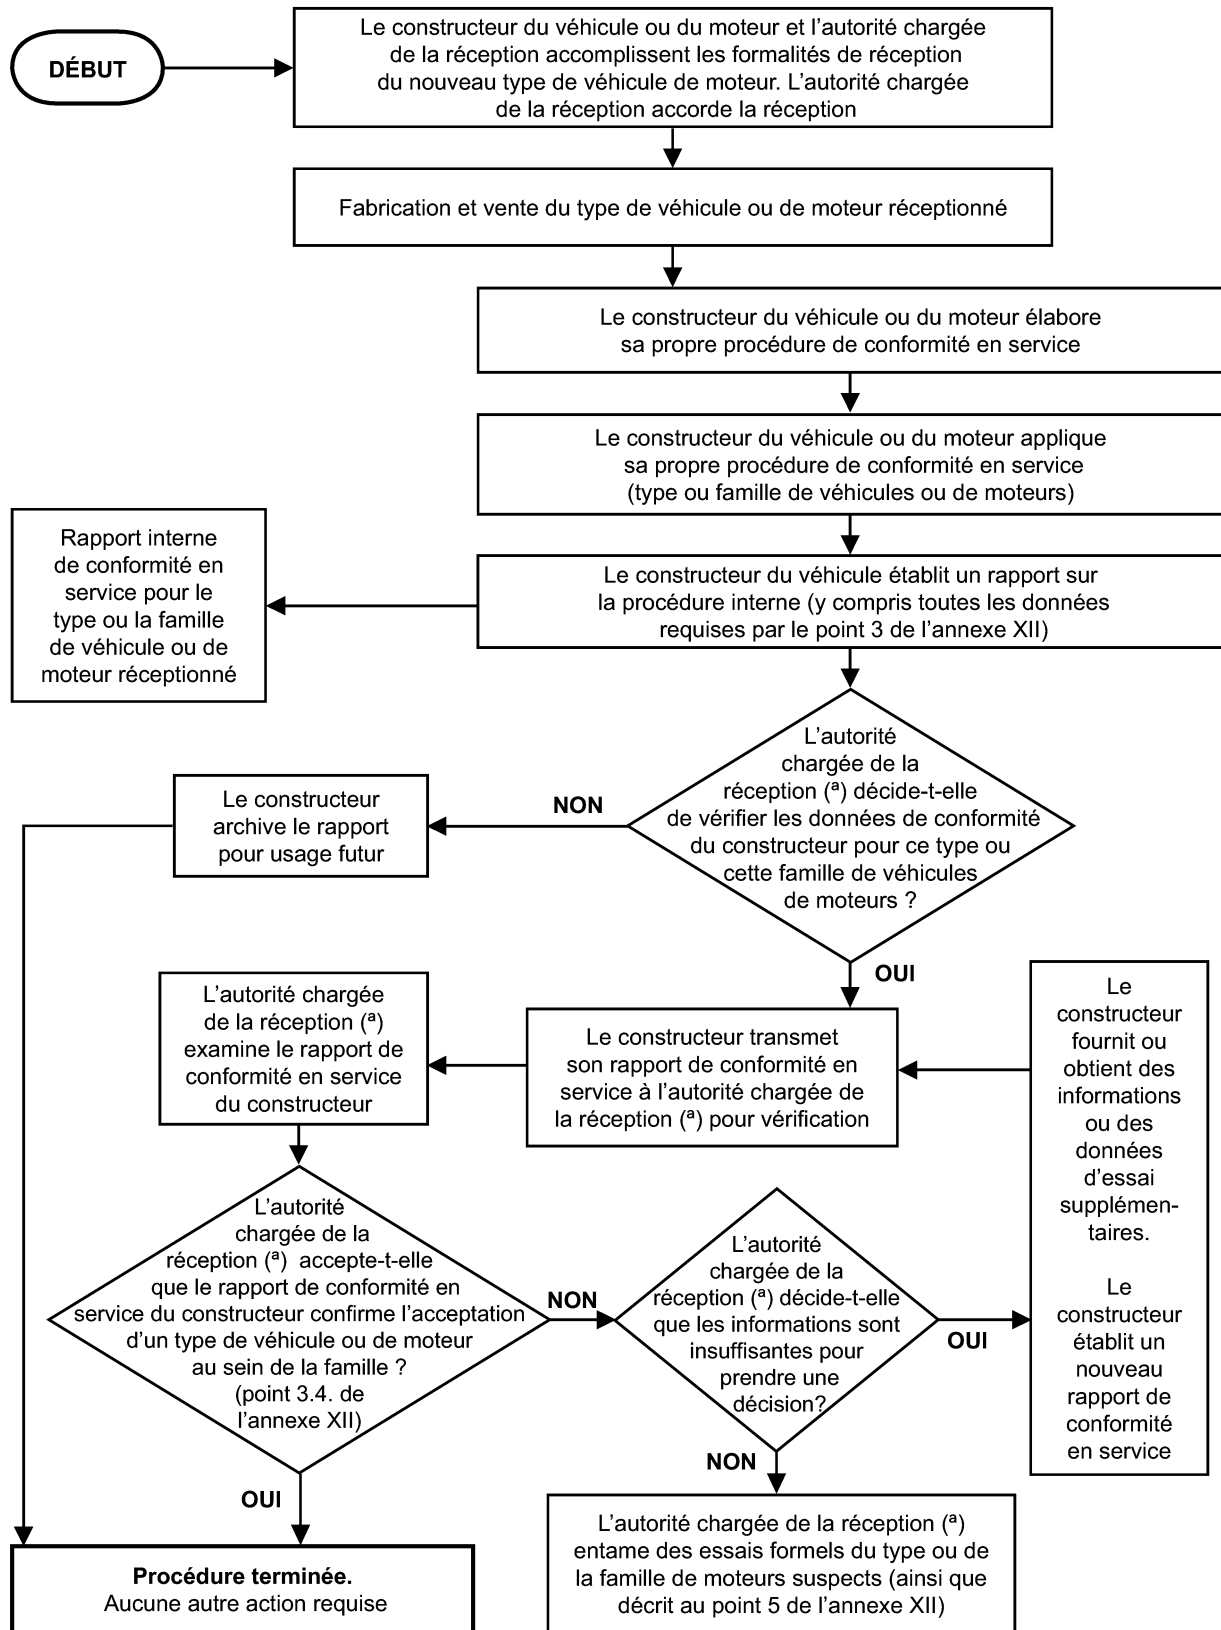 DÉBUT
Le constructeur du véhicule ou du moteur et l'autorité chargée
de la réception accomplissent les formalités de réception
du nouveau type de véhicule de moteur. L'autorité chargée
de la réception accorde la réception
Fabrication et vente du type de véhicule ou de moteur réceptionné
Le constructeur du véhicule ou du moteur élabore
sa propre procédure de conformité en service
Le constructeur du véhicule ou du moteur applique
sa propre procédure de conformité en service
(type ou famille de véhicules ou de moteurs)
Rapport interne
de conformité en
service pour le
type ou la famille
de véhicule ou de
moteur réceptionné
Le constructeur du véhicule établit un rapport sur
la procédure interne (y compris toutes les données
requises par le point 3 de l'annexe XII)
L'autorité
chargée de la
réception (ª) décide-t-elle
de vérifier les données de conformité
du constructeur pour ce type ou
cette famille de véhicules
de moteurs ?
NON
Le constructeur
archive le rapport
pour usage futur
OUI
L'autorité chargée
de la réception (ª)
examine le rapport de
conformité en service
du constructeur
Le constructeur transmet
son rapport de conformité en
service à l'autorité chargée de
la réception (ª) pour vérification
Le
constructeur
fournit ou
obtient des
informations
ou des
données
d'essai
supplémen-
taires.
Le
constructeur
établit un
nouveau
rapport de
conformité
en service
L'autorité
chargée de la
réception (ª) accepte-t-elle
que le rapport de conformité en
service du constructeur confirme l'acceptation
d'un type de véhicule ou de moteur
au sein de la famille ?
(point 3.4. de
l'annexe XII)
NON
L'autorité
chargée de la
réception (ª) décide-t-elle
que les informations sont
insuffisantes pour
prendre une
décision?
OUI
NON
OUI
L'autorité chargée de la réception (ª)
entame des essais formels du type ou de
la famille de moteurs suspects (ainsi que
décrit au point 5 de l'annexe XII)
Procédure terminée.
Aucune autre action requise